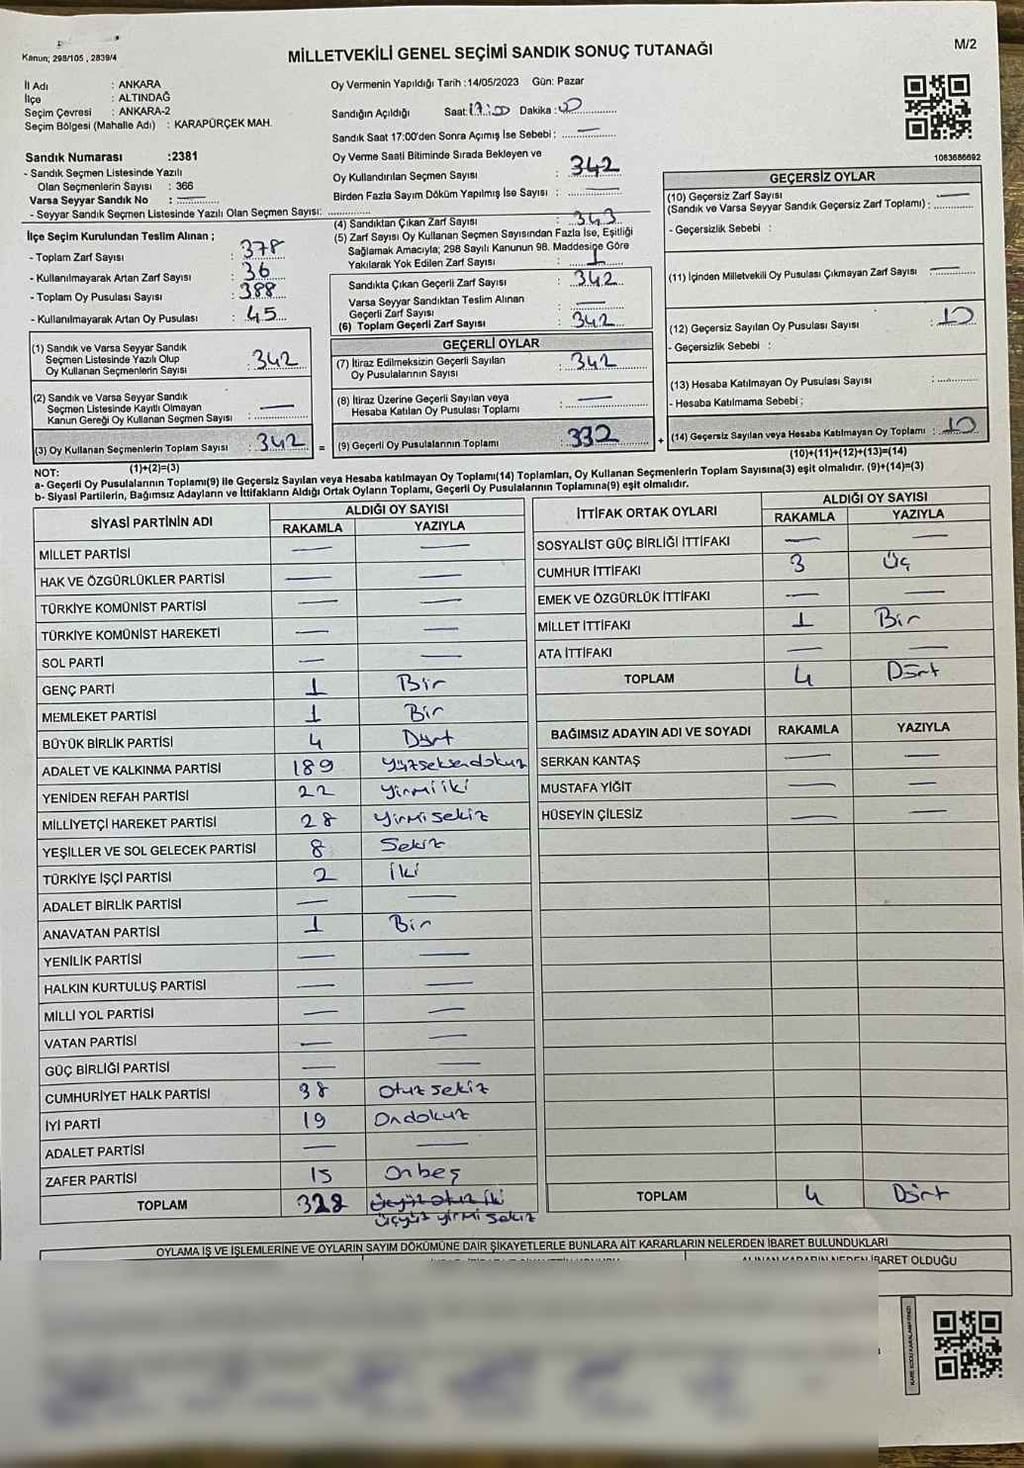 Kanun; 298/105 , 2839/4
MİLLETVEKİLİ GENEL SEÇİMİ SANDIK SONUÇ TUTANAĞI
M/2
İl Adı : ANKARA
İlçe : ALTINDAĞ
Seçim Çevresi : ANKARA-2
Seçim Bölgesi (Mahalle Adı) : KARAPÜRÇEK MAH.
Sandık Numarası :2381
- Sandık Seçmen Listesinde Yazılı
Olan Seçmenlerin Sayısı : 366
Varsa Seyyar Sandık No : —
- Seyyar Sandık Seçmen Listesinde Yazılı Olan Seçmen Sayısı:
Oy Vermenin Yapıldığı Tarih :14/05/2023 Gün: Pazar
Sandığın Açıldığı Saat: 17:00 Dakika : 00
Sandık Saat 17:00'den Sonra Açımış İse Sebebi : —
Oy Verme Saati Bitiminde Sırada Bekleyen ve
Oy Kullandırılan Seçmen Sayısı : 342
Birden Fazla Sayım Döküm Yapılmış İse Sayısı : —
1063686692
İlçe Seçim Kurulundan Teslim Alınan ;
- Toplam Zarf Sayısı : 378
- Kullanılmayarak Artan Zarf Sayısı : 36
- Toplam Oy Pusulası Sayısı : 388
- Kullanılmayarak Artan Oy Pusulası : 45
(4) Sandıktan Çıkan Zarf Sayısı : 343
(5) Zarf Sayısı Oy Kullanan Seçmen Sayısından Fazla İse, Eşitliği
Sağlamak Amacıyla; 298 Sayılı Kanunun 98. Maddesine Göre
Yakılarak Yok Edilen Zarf Sayısı : 1
Sandıkta Çıkan Geçerli Zarf Sayısı : 342
Varsa Seyyar Sandıktan Teslim Alınan
Geçerli Zarf Sayısı : —
(6) Toplam Geçerli Zarf Sayısı : 342
GEÇERSİZ OYLAR
(10) Geçersiz Zarf Sayısı
(Sandık ve Varsa Seyyar Sandık Geçersiz Zarf Toplamı) : —
- Geçersizlik Sebebi :
(11) İçinden Milletvekili Oy Pusulası Çıkmayan Zarf Sayısı : —
(12) Geçersiz Sayılan Oy Pusulası Sayısı : 10
- Geçersizlik Sebebi :
(13) Hesaba Katılmayan Oy Pusulası Sayısı :
- Hesaba Katılmama Sebebi ;
(14) Geçersiz Sayılan veya Hesaba Katılmayan Oy Toplamı : 10
(10)+(11)+(12)+(13)=(14)
(1) Sandık ve Varsa Seyyar Sandık
Seçmen Listesinde Yazılı Olup
Oy Kullanan Seçmenlerin Sayısı : 342
(2) Sandık ve Varsa Seyyar Sandık
Seçmen Listesinde Kayıtlı Olmayan
Kanun Gereği Oy Kullanan Seçmen Sayısı : —
(3) Oy Kullanan Seçmenlerin Toplam Sayısı : 342 =
(1)+(2)=(3)
GEÇERLİ OYLAR
(7) İtiraz Edilmeksizin Geçerli Sayılan
Oy Pusulalarının Sayısı : 342
(8) İtiraz Üzerine Geçerli Sayılan veya
Hesaba Katılan Oy Pusulası Toplamı : —
(9) Geçerli Oy Pusulalarının Toplamı : 332 +
NOT:
a- Geçerli Oy Pusulalarının Toplamı(9) ile Geçersiz Sayılan veya Hesaba katılmayan Oy Toplamı(14) Toplamları, Oy Kullanan Seçmenlerin Toplam Sayısına(3) eşit olmalıdır. (9)+(14)=(3)
b- Siyasi Partilerin, Bağımsız Adayların ve İttifakların Aldığı Ortak Oyların Toplamı, Geçerli Oy Pusulalarının Toplamına(9) eşit olmalıdır.
SİYASİ PARTİNİN ADI ALDIĞI OY SAYISI
RAKAMLA YAZIYLA
MİLLET PARTİSİ — —
HAK VE ÖZGÜRLÜKLER PARTİSİ — —
TÜRKİYE KOMÜNİST PARTİSİ — —
TÜRKİYE KOMÜNİST HAREKETİ — —
SOL PARTİ — —
GENÇ PARTİ 1 Bir
MEMLEKET PARTİSİ 1 Bir
BÜYÜK BİRLİK PARTİSİ 4 Dört
ADALET VE KALKINMA PARTİSİ 189 Yüzseksendokuz
YENİDEN REFAH PARTİSİ 22 Yirmiiki
MİLLİYETÇİ HAREKET PARTİSİ 28 Yirmisekiz
YEŞİLLER VE SOL GELECEK PARTİSİ 8 Sekiz
TÜRKİYE İŞÇİ PARTİSİ 2 İki
ADALET BİRLİK PARTİSİ — —
ANAVATAN PARTİSİ 1 Bir
YENİLİK PARTİSİ — —
HALKIN KURTULUŞ PARTİSİ — —
MİLLİ YOL PARTİSİ — —
VATAN PARTİSİ — —
GÜÇ BİRLİĞİ PARTİSİ — —
CUMHURİYET HALK PARTİSİ 38 Otuzsekiz
İYİ PARTİ 19 Ondokuz
ADALET PARTİSİ — —
ZAFER PARTİSİ 15 Onbeş
TOPLAM 328 Üçyüz otuz iki
üçyüz yirmi sekiz
İTTİFAK ORTAK OYLARI ALDIĞI OY SAYISI
RAKAMLA YAZIYLA
SOSYALİST GÜÇ BİRLİĞİ İTTİFAKI — —
CUMHUR İTTİFAKI 3 Üç
EMEK VE ÖZGÜRLÜK İTTİFAKI — —
MİLLET İTTİFAKI 1 Bir
ATA İTTİFAKI — —
TOPLAM 4 Dört
BAĞIMSIZ ADAYIN ADI VE SOYADI RAKAMLA YAZIYLA
SERKAN KANTAŞ — —
MUSTAFA YİĞİT — —
HÜSEYİN ÇİLESİZ — —
TOPLAM 4 Dört
OYLAMA İŞ VE İŞLEMLERİNE VE OYLARIN SAYIM DÖKÜMÜNE DAİR ŞİKAYETLERLE BUNLARA AİT KARARLARIN NELERDEN İBARET BULUNDUKLARI
ALINAN KARARIN NEDEN İBARET OLDUĞU